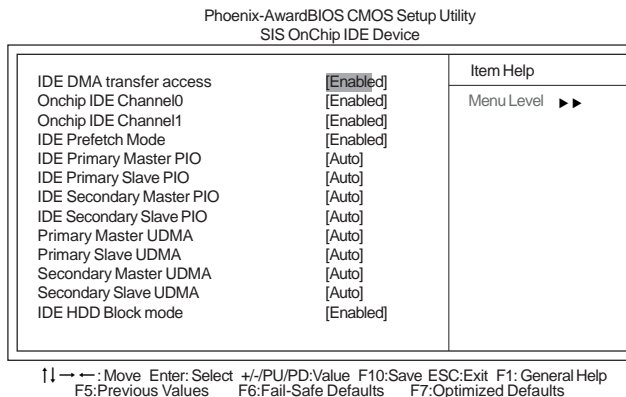 Phoenix-AwardBIOS CMOS Setup Utility
SIS OnChip IDE Device
IDE DMA transfer access [Enabled]
Onchip IDE Channel0 [Enabled]
Onchip IDE Channel1 [Enabled]
IDE Prefetch Mode [Enabled]
IDE Primary Master PIO [Auto]
IDE Primary Slave PIO [Auto]
IDE Secondary Master PIO [Auto]
IDE Secondary Slave PIO [Auto]
Primary Master UDMA [Auto]
Primary Slave UDMA [Auto]
Secondary Master UDMA [Auto]
Secondary Slave UDMA [Auto]
IDE HDD Block mode [Enabled]
Item Help
Menu Level ►►
↑↓→←: Move Enter: Select +/-/PU/PD:Value F10:Save ESC:Exit F1: General Help
F5:Previous Values F6:Fail-Safe Defaults F7:Optimized Defaults